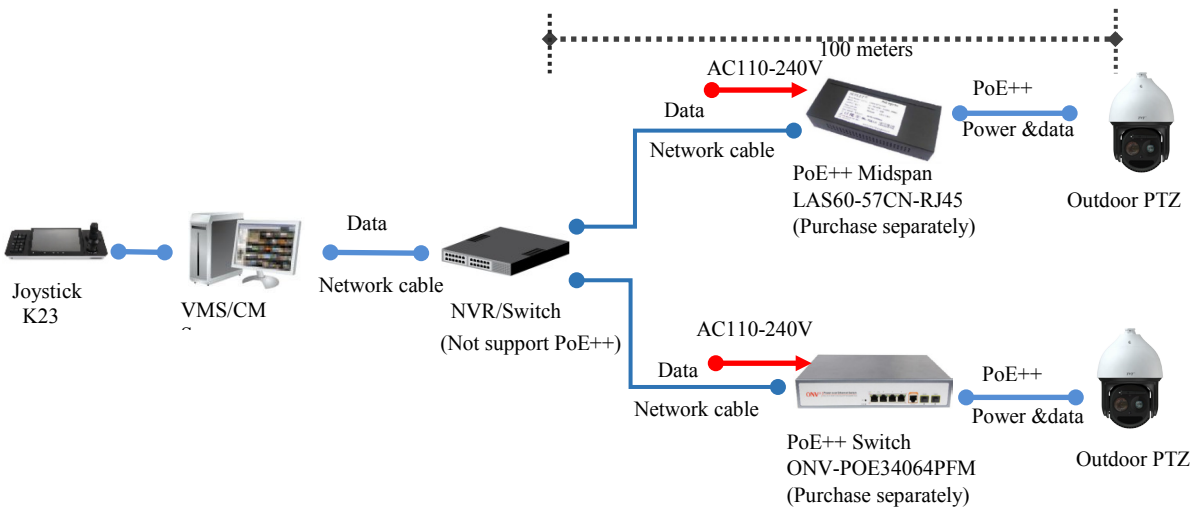 100 meters
AC110-240V
Data
Network cable
PoE++
Power &data
PoE++ Midspan
LAS60-57CN-RJ45
(Purchase separately)
Outdoor PTZ
Joystick
K23
VMS/CM
Data
Network cable
NVR/Switch
(Not support PoE++)
AC110-240V
Data
Network cable
ONV
PoE++
Power &data
PoE++ Switch
ONV-POE34064PFM
(Purchase separately)
Outdoor PTZ